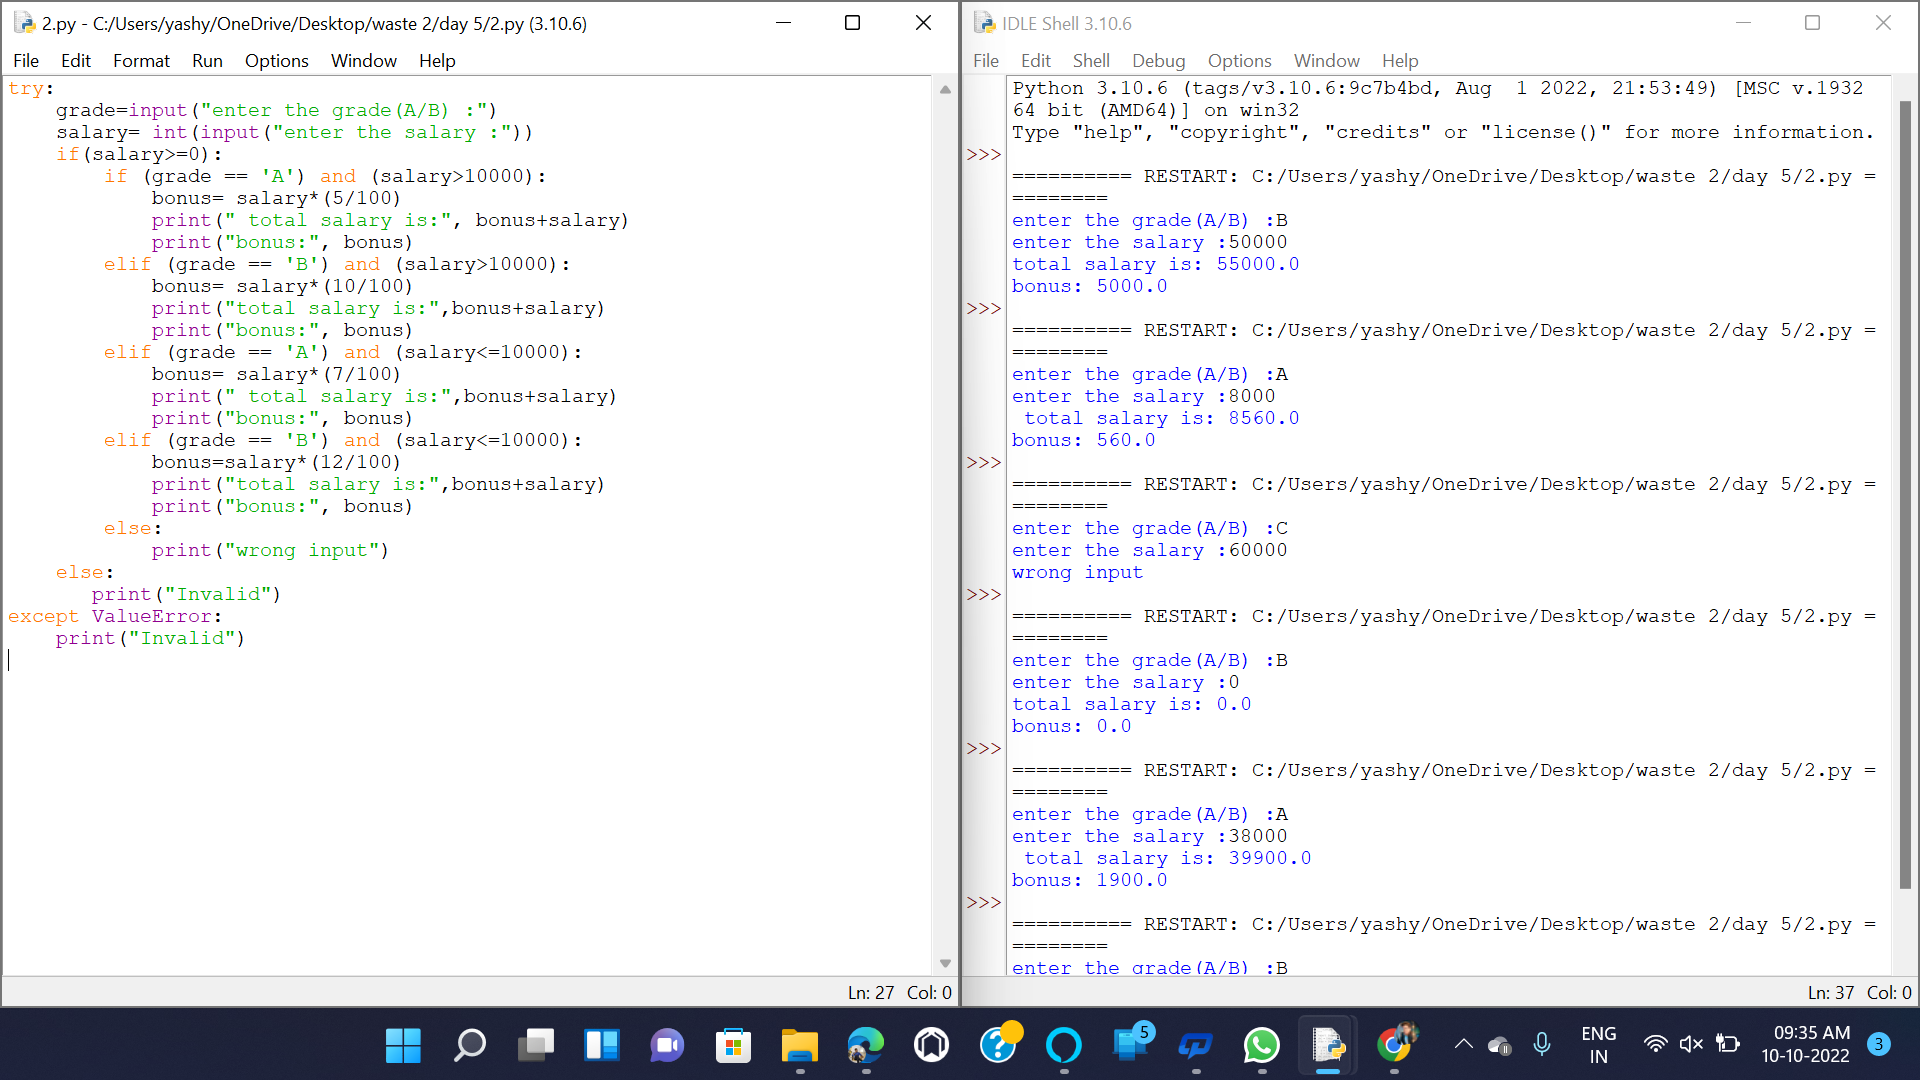 2.py - C:/Users/yashy/OneDrive/Desktop/waste 2/day 5/2.py (3.10.6)
File Edit Format Run Options Window Help
try:
    grade=input("enter the grade(A/B) :")
    salary= int(input("enter the salary :"))
    if(salary>=0):
        if (grade == 'A') and (salary>10000):
            bonus= salary*(5/100)
            print(" total salary is:", bonus+salary)
            print("bonus:", bonus)
        elif (grade == 'B') and (salary>10000):
            bonus= salary*(10/100)
            print("total salary is:",bonus+salary)
            print("bonus:", bonus)
        elif (grade == 'A') and (salary<=10000):
            bonus= salary*(7/100)
            print(" total salary is:",bonus+salary)
            print("bonus:", bonus)
        elif (grade == 'B') and (salary<=10000):
            bonus=salary*(12/100)
            print("total salary is:",bonus+salary)
            print("bonus:", bonus)
        else:
            print("wrong input")
    else:
       print("Invalid")
except ValueError:
    print("Invalid")
Ln: 27 Col: 0
IDLE Shell 3.10.6
File Edit Shell Debug Options Window Help
Python 3.10.6 (tags/v3.10.6:9c7b4bd, Aug  1 2022, 21:53:49) [MSC v.1932
64 bit (AMD64)] on win32
Type "help", "copyright", "credits" or "license()" for more information.
>>>
========== RESTART: C:/Users/yashy/OneDrive/Desktop/waste 2/day 5/2.py =
========
enter the grade(A/B) :B
enter the salary :50000
total salary is: 55000.0
bonus: 5000.0
>>>
========== RESTART: C:/Users/yashy/OneDrive/Desktop/waste 2/day 5/2.py =
========
enter the grade(A/B) :A
enter the salary :8000
 total salary is: 8560.0
bonus: 560.0
>>>
========== RESTART: C:/Users/yashy/OneDrive/Desktop/waste 2/day 5/2.py =
========
enter the grade(A/B) :C
enter the salary :60000
wrong input
>>>
========== RESTART: C:/Users/yashy/OneDrive/Desktop/waste 2/day 5/2.py =
========
enter the grade(A/B) :B
enter the salary :0
total salary is: 0.0
bonus: 0.0
>>>
========== RESTART: C:/Users/yashy/OneDrive/Desktop/waste 2/day 5/2.py =
========
enter the grade(A/B) :A
enter the salary :38000
 total salary is: 39900.0
bonus: 1900.0
>>>
========== RESTART: C:/Users/yashy/OneDrive/Desktop/waste 2/day 5/2.py =
========
enter the grade(A/B) :B
Ln: 37 Col: 0
5
ENG
IN
09:35 AM
10-10-2022
3